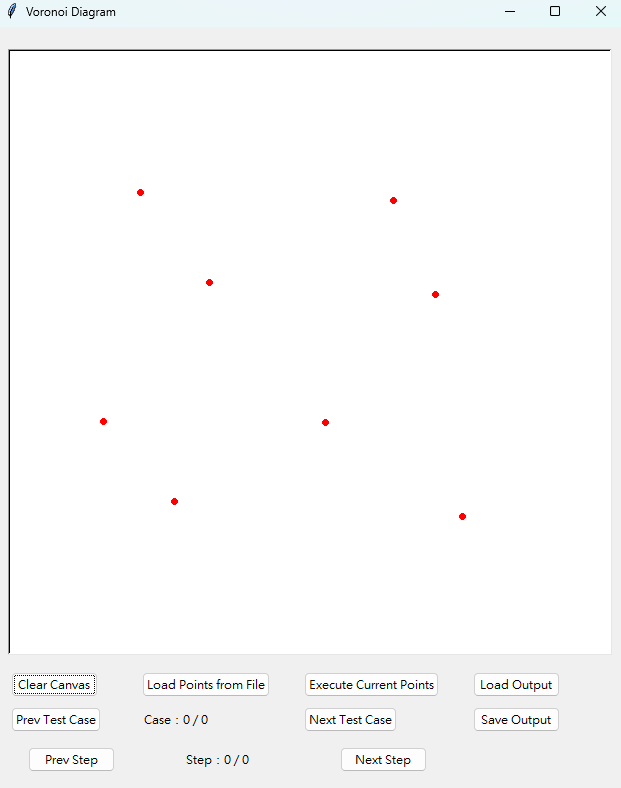 Voronoi Diagram
Clear Canvas Load Points from File Execute Current Points Load Output
Prev Test Case Case : 0 / 0 Next Test Case Save Output
Prev Step Step : 0 / 0 Next Step